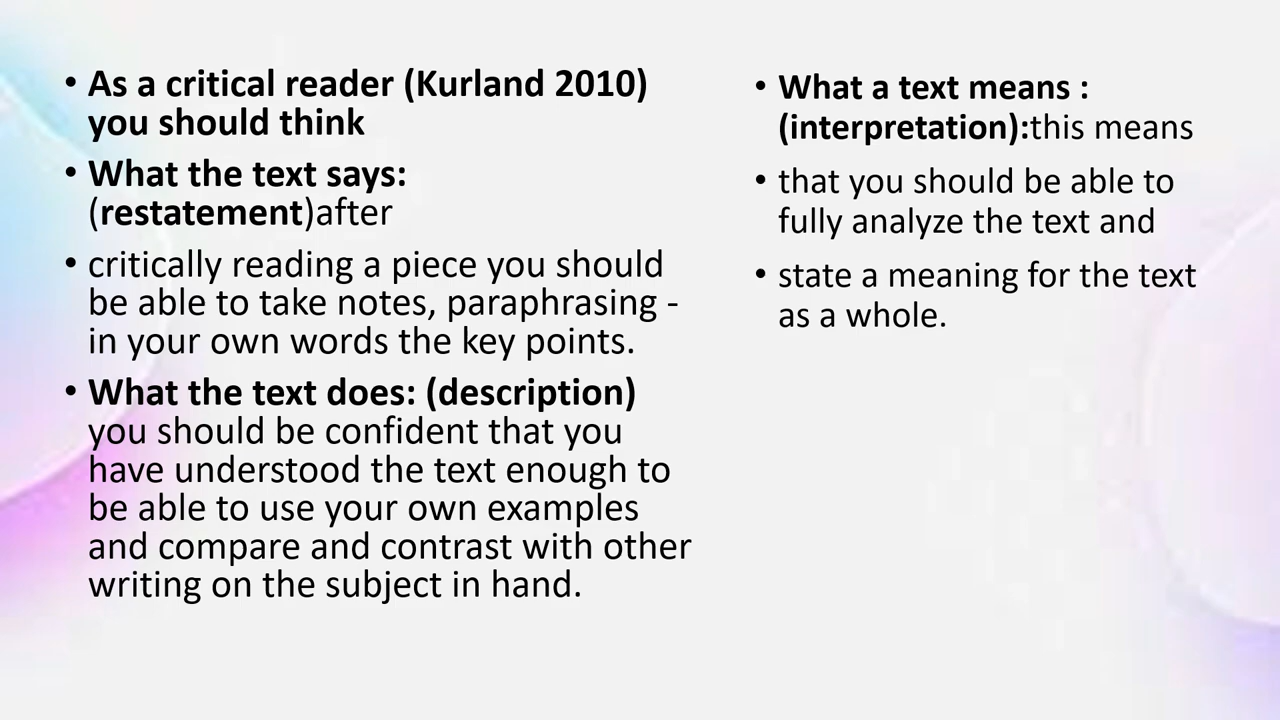 • As a critical reader (Kurland 2010)
you should think
• What the text says:
(restatement)after
• critically reading a piece you should
be able to take notes, paraphrasing -
in your own words the key points.
• What the text does: (description)
you should be confident that you
have understood the text enough to
be able to use your own examples
and compare and contrast with other
writing on the subject in hand.
• What a text means :
(interpretation):this means
• that you should be able to
fully analyze the text and
• state a meaning for the text
as a whole.